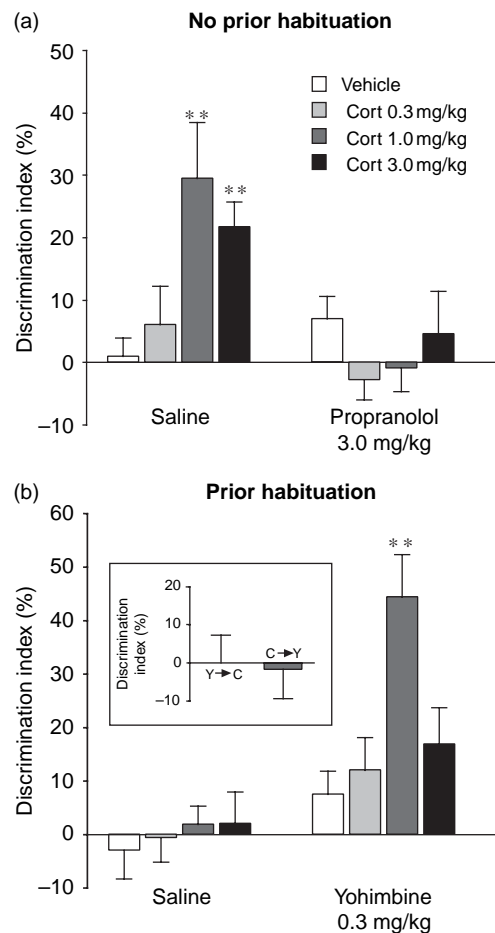 (a)
No prior habituation
50
40
30
20
10
0
−10
Discrimination index (%)
Vehicle
Cort 0.3 mg/kg
Cort 1.0 mg/kg
Cort 3.0 mg/kg
**
**
Saline
Propranolol
3.0 mg/kg
(b)
Prior habituation
60
50
40
30
20
10
0
−10
Discrimination index (%)
20
10
0
−10
Discrimination
index (%)
Y→C
C→Y
**
Saline
Yohimbine
0.3 mg/kg